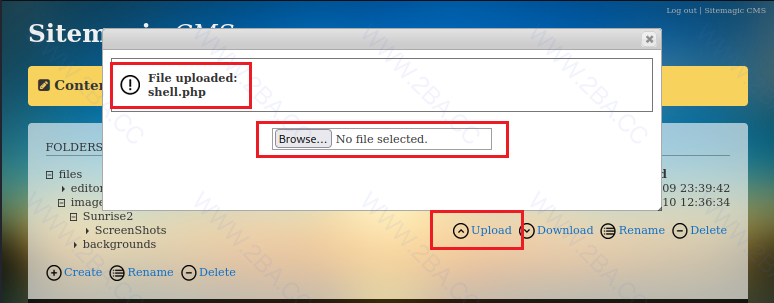 Log out | Sitemagic CMS
Sitemagic CMS
File uploaded:
shell.php
Browse... No file selected.
Conten
FOLDERS
files
editor
09 23:39:42
image
10 12:36:34
Sunrise2
ScreenShots
Upload Download Rename Delete
backgrounds
Create Rename Delete
WWW.2BA.CC